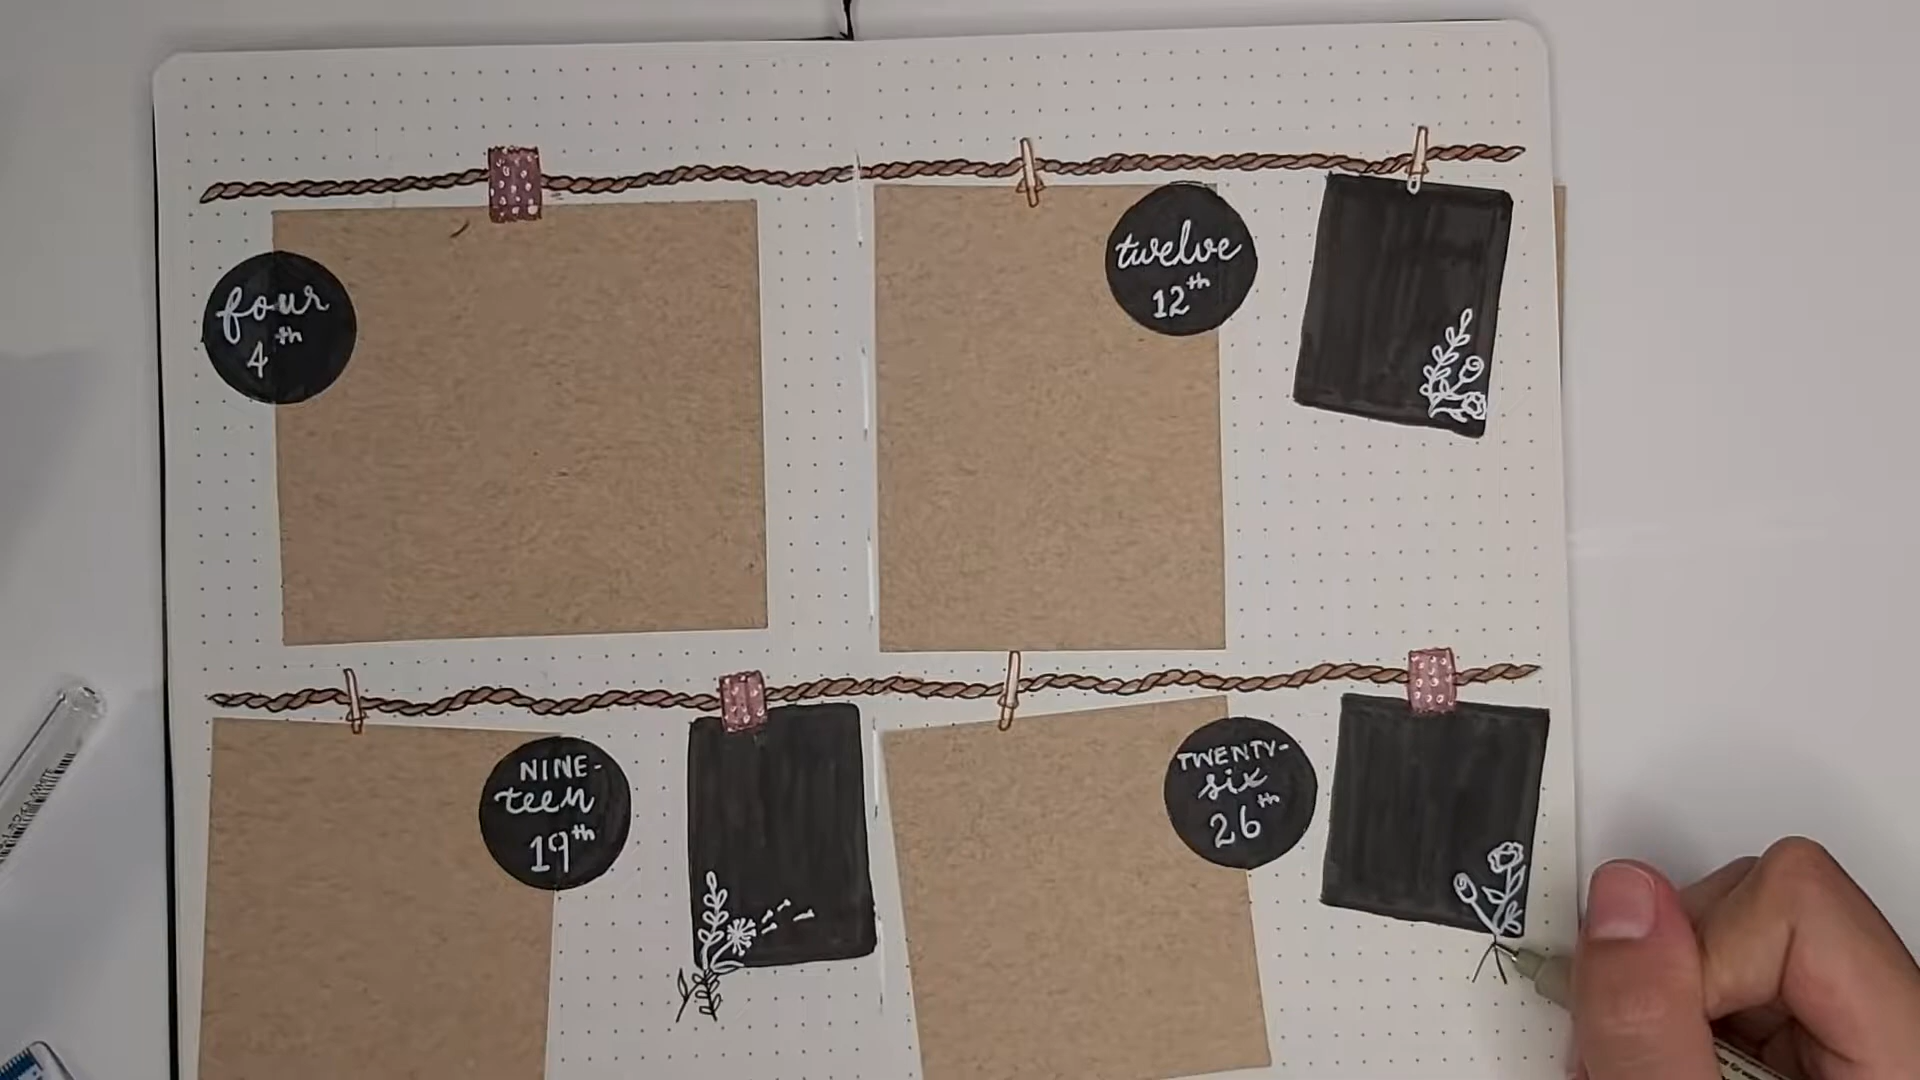 four
4th
twelve
12th
NINE-
teen
19th
TWENTY-
six
26th